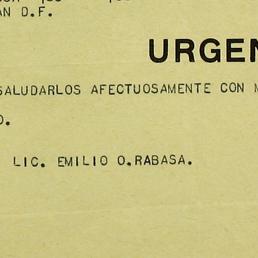 AN D.F.
URGEN
SALUDARLOS AFECTUOSAMENTE CON
O.
LIC. EMILIO O.RABASA.